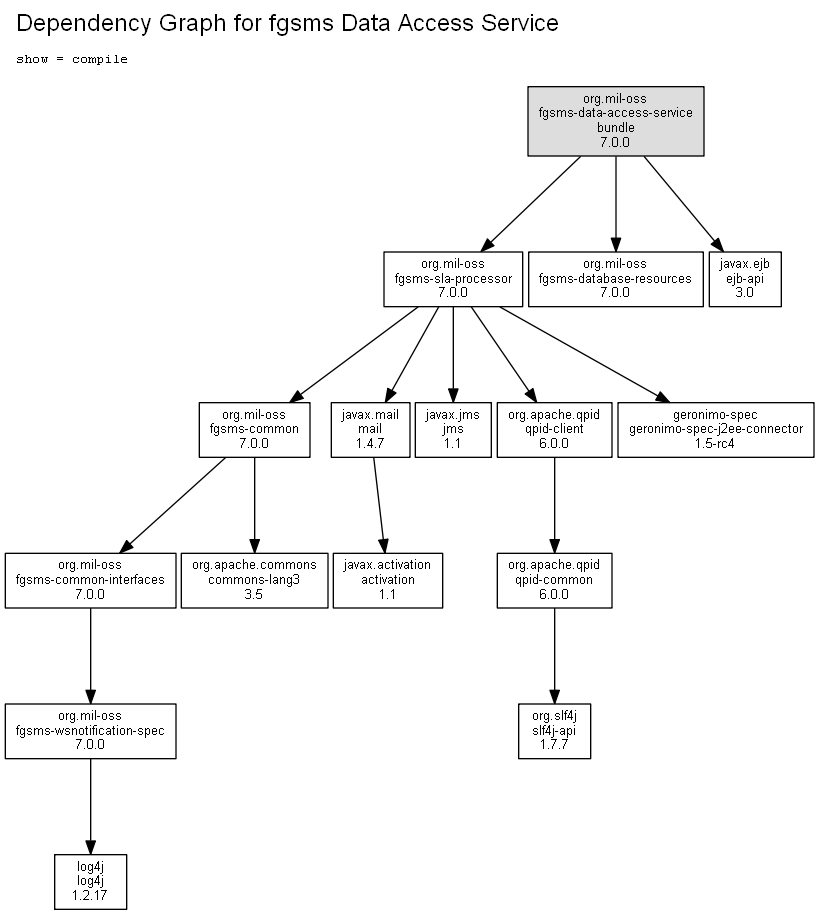 Dependency Graph for fgsms Data Access Service
show = compile
org.mil-oss
fgsms-data-access-service
bundle
7.0.0
org.mil-oss
fgsms-sla-processor
7.0.0
org.mil-oss
fgsms-database-resources
7.0.0
javax.ejb
ejb-api
3.0
org.mil-oss
fgsms-common
7.0.0
javax.mail
mail
1.4.7
javax.jms
jms
1.1
org.apache.qpid
qpid-client
6.0.0
geronimo-spec
geronimo-spec-j2ee-connector
1.5-rc4
org.mil-oss
fgsms-common-interfaces
7.0.0
org.apache.commons
commons-lang3
3.5
javax.activation
activation
1.1
org.apache.qpid
qpid-common
6.0.0
org.mil-oss
fgsms-wsnotification-spec
7.0.0
org.slf4j
slf4j-api
1.7.7
log4j
log4j
1.2.17